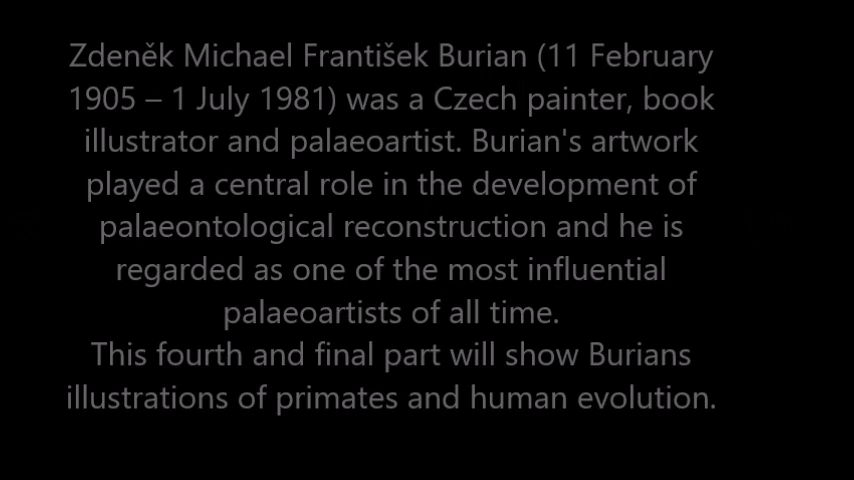 Zdeněk Michael František Burian (11 February
1905 – 1 July 1981) was a Czech painter, book
illustrator and palaeoartist. Burian's artwork
played a central role in the development of
palaeontological reconstruction and he is
regarded as one of the most influential
palaeoartists of all time.
This fourth and final part will show Burians
illustrations of primates and human evolution.